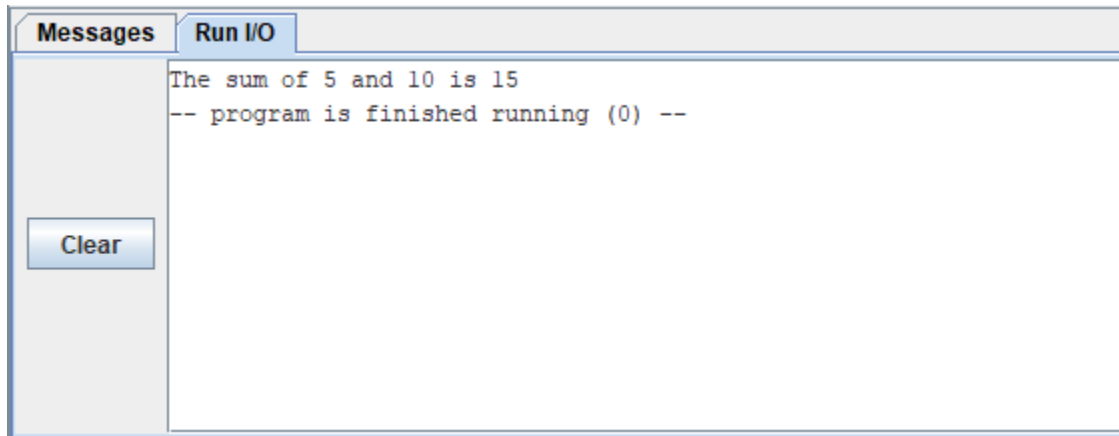 Messages Run I/O
The sum of 5 and 10 is 15
-- program is finished running (0) --
Clear